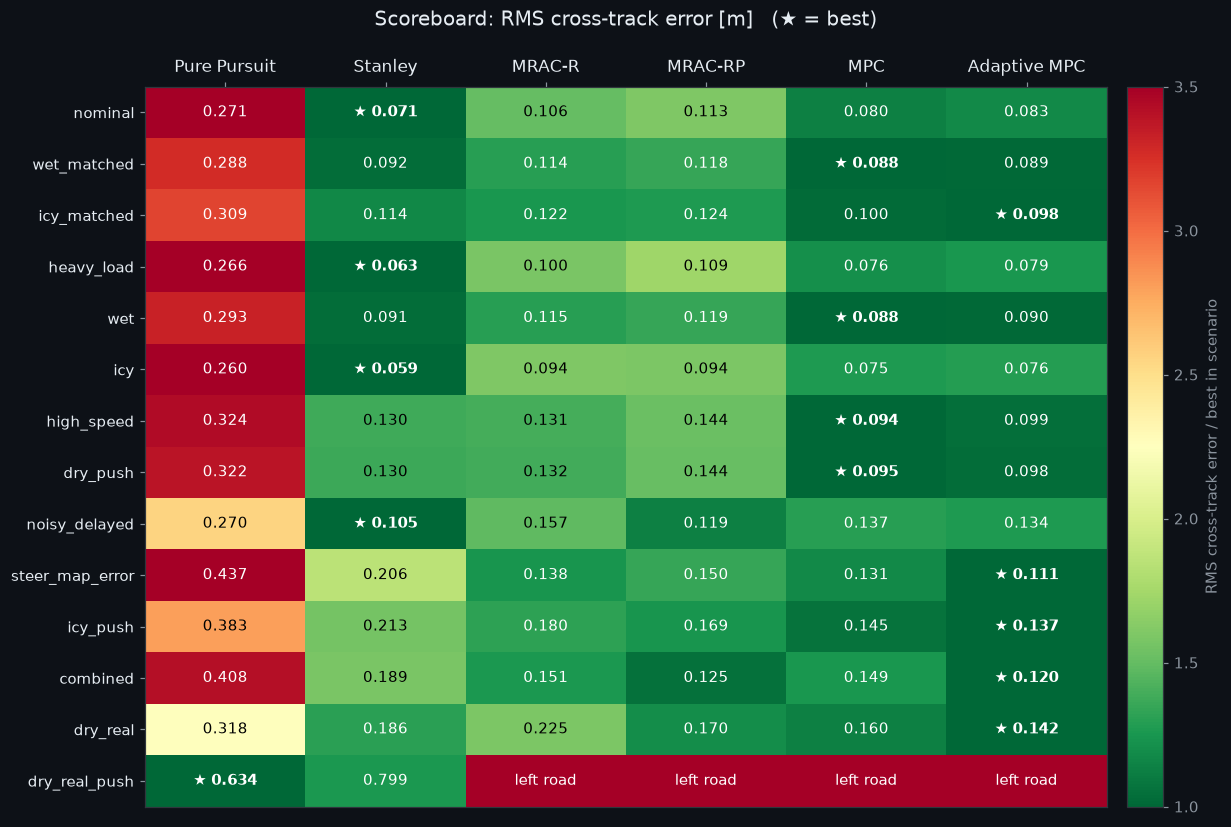 Scoreboard: RMS cross-track error [m] (★ = best)
Pure Pursuit Stanley MRAC-R MRAC-RP MPC Adaptive MPC
nominal 0.271 ★ 0.071 0.106 0.113 0.080 0.083
wet_matched 0.288 0.092 0.114 0.118 ★ 0.088 0.089
icy_matched 0.309 0.114 0.122 0.124 0.100 ★ 0.098
heavy_load 0.266 ★ 0.063 0.100 0.109 0.076 0.079
wet 0.293 0.091 0.115 0.119 ★ 0.088 0.090
icy 0.260 ★ 0.059 0.094 0.094 0.075 0.076
high_speed 0.324 0.130 0.131 0.144 ★ 0.094 0.099
dry_push 0.322 0.130 0.132 0.144 ★ 0.095 0.098
noisy_delayed 0.270 ★ 0.105 0.157 0.119 0.137 0.134
steer_map_error 0.437 0.206 0.138 0.150 0.131 ★ 0.111
icy_push 0.383 0.213 0.180 0.169 0.145 ★ 0.137
combined 0.408 0.189 0.151 0.125 0.149 ★ 0.120
dry_real 0.318 0.186 0.225 0.170 0.160 ★ 0.142
dry_real_push ★ 0.634 0.799 left road left road left road left road
3.5
3.0
2.5
2.0
1.5
1.0
RMS cross-track error / best in scenario